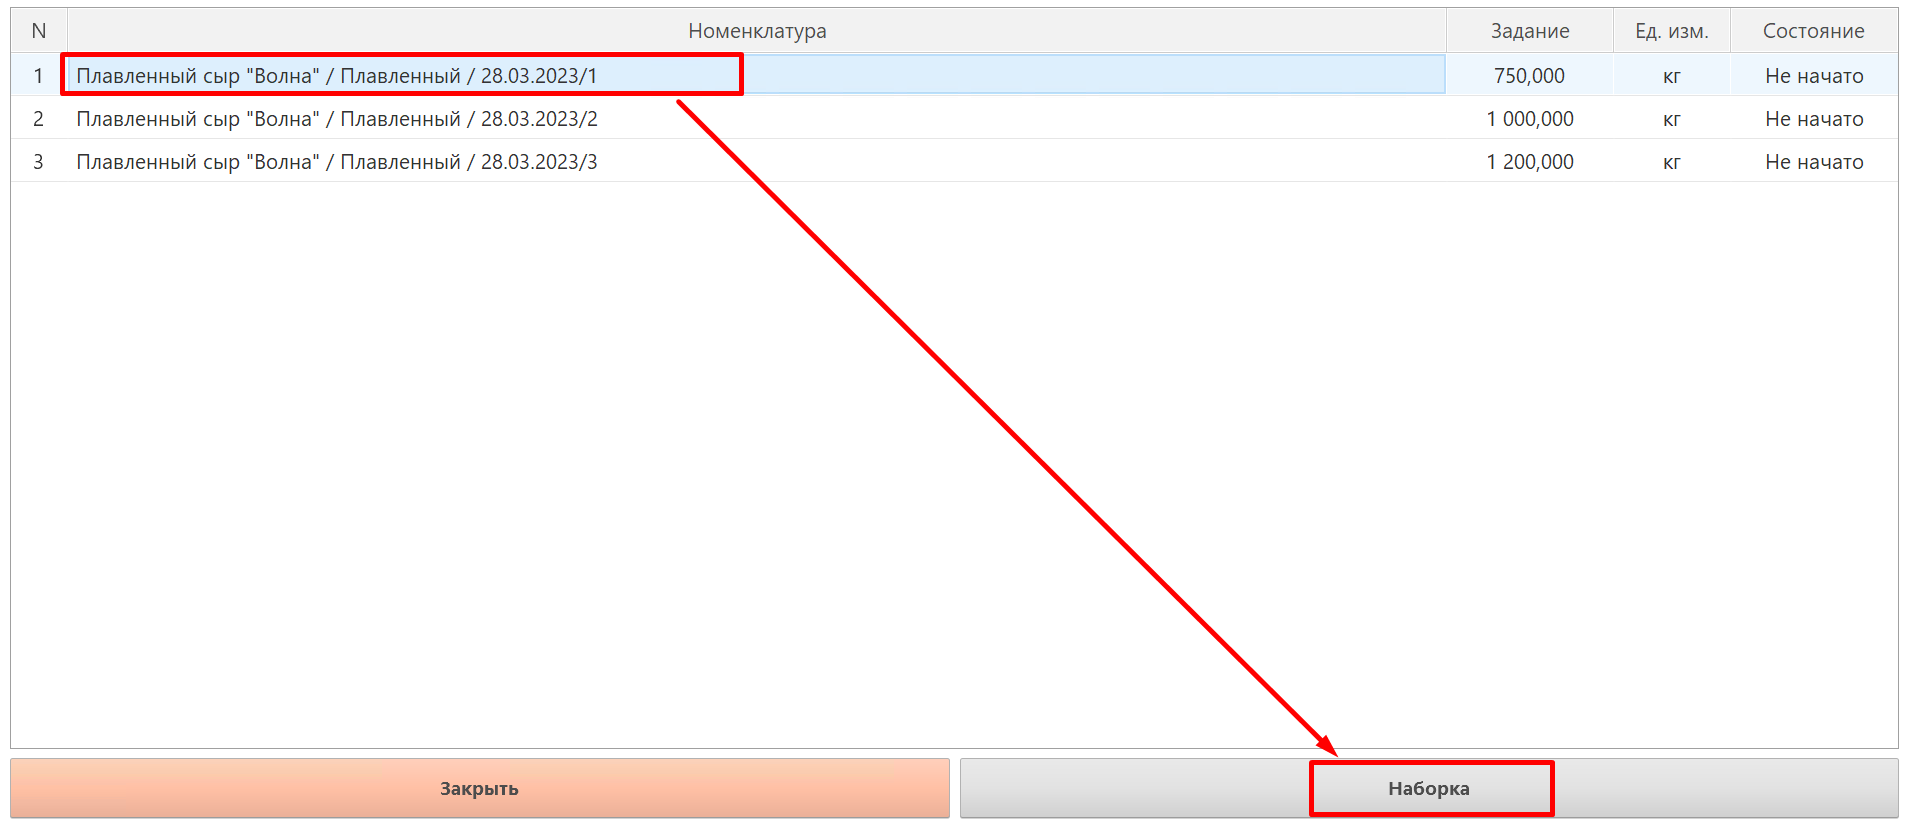 N Номенклатура Задание Ед. изм. Состояние
1 Плавленный сыр "Волна" / Плавленный / 28.03.2023/1 750,000 кг Не начато
2 Плавленный сыр "Волна" / Плавленный / 28.03.2023/2 1 000,000 кг Не начато
3 Плавленный сыр "Волна" / Плавленный / 28.03.2023/3 1 200,000 кг Не начато
Закрыть Наборка